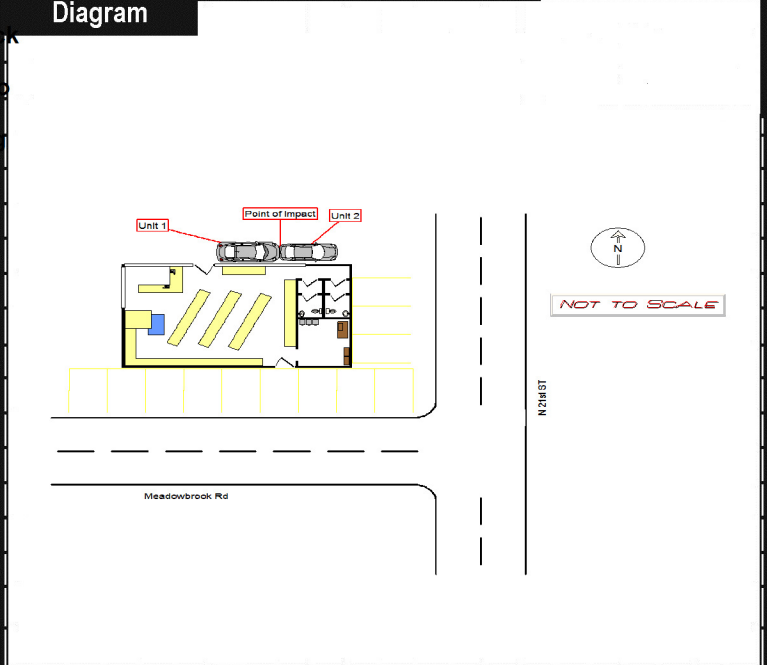 Diagram
Unit 1
Point of Impact
Unit 2
N
NOT TO SCALE
N 21st ST
Meadowbrook Rd